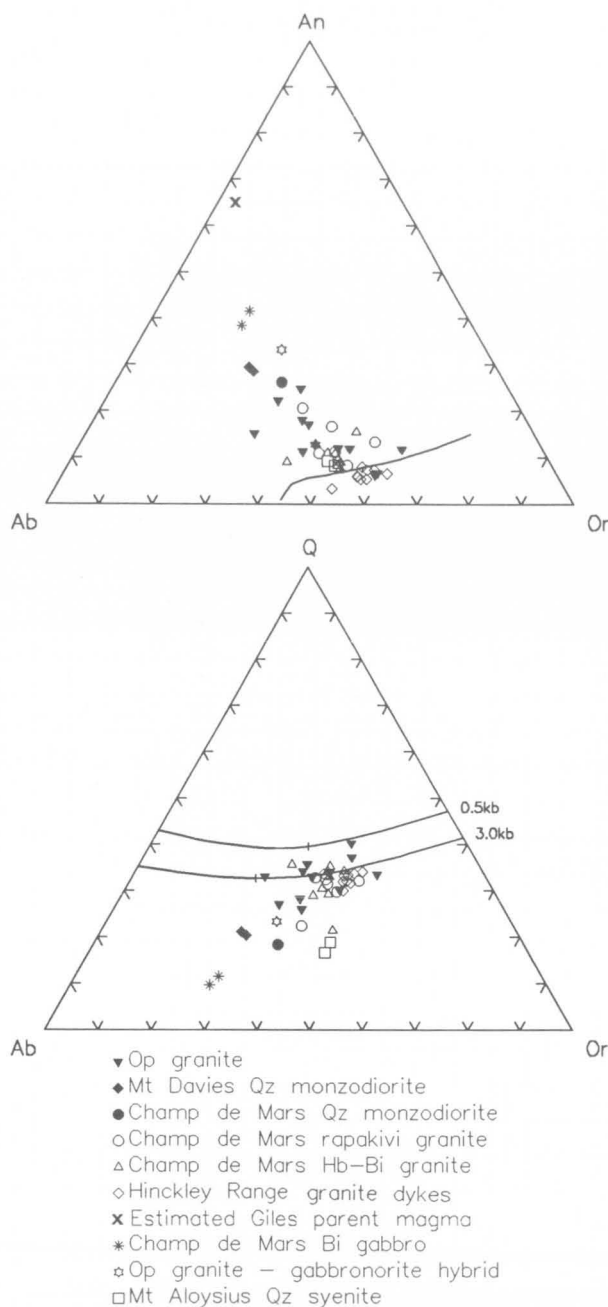 An
Ab
Or
Q
0.5kb
3.0kb
Ab
Or
Op granite
Mt Davies Qz monzodiorite
Champ de Mars Qz monzodiorite
Champ de Mars rapakivi granite
Champ de Mars Hb-Bi granite
Hinckley Range granite dykes
Estimated Giles parent magma
Champ de Mars Bi gabbro
Op granite - gabbronorite hybrid
Mt Aloysius Qz syenite